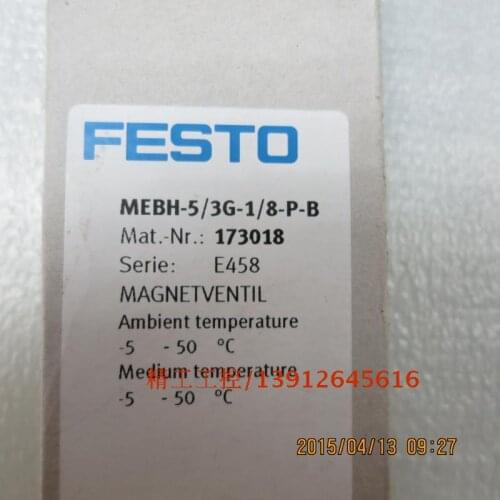 FESTO
MEBH-5/3G-1/8-P-B
Mat.-Nr.: 173018
Serie: E458
MAGNETVENTIL
Ambient temperature
-5 - 50 °C
Medium temperature
精工工控/13912645616
-5 - 50 °C
2015/04/13 09:27